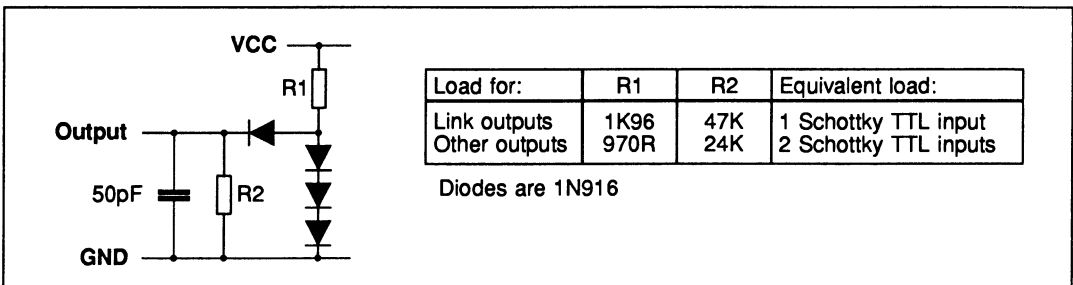 VCC
R1
Output
50pF
R2
GND
Load for: R1 R2 Equivalent load:
Link outputs 1K96 47K 1 Schottky TTL input
Other outputs 970R 24K 2 Schottky TTL inputs
Diodes are 1N916